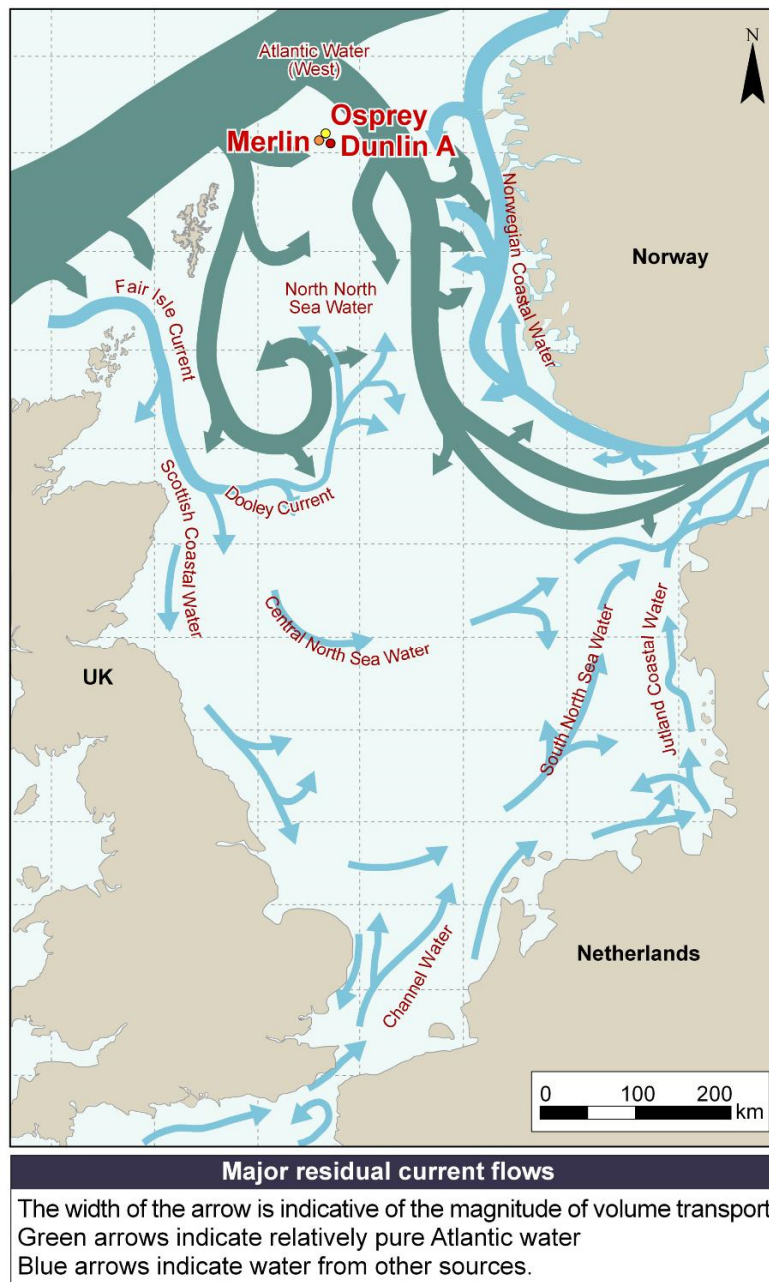 Atlantic Water
(West)
N
Osprey
Merlin
Dunlin A
Norwegian Coastal Water
Norway
Fair Isle Current
North North
Sea Water
Scottish Coastal Water
Dooley Current
Central North Sea Water
South North Sea Water
Jutland Coastal Water
UK
Channel Water
Netherlands
0 100 200
km
Major residual current flows
The width of the arrow is indicative of the magnitude of volume transport
Green arrows indicate relatively pure Atlantic water
Blue arrows indicate water from other sources.